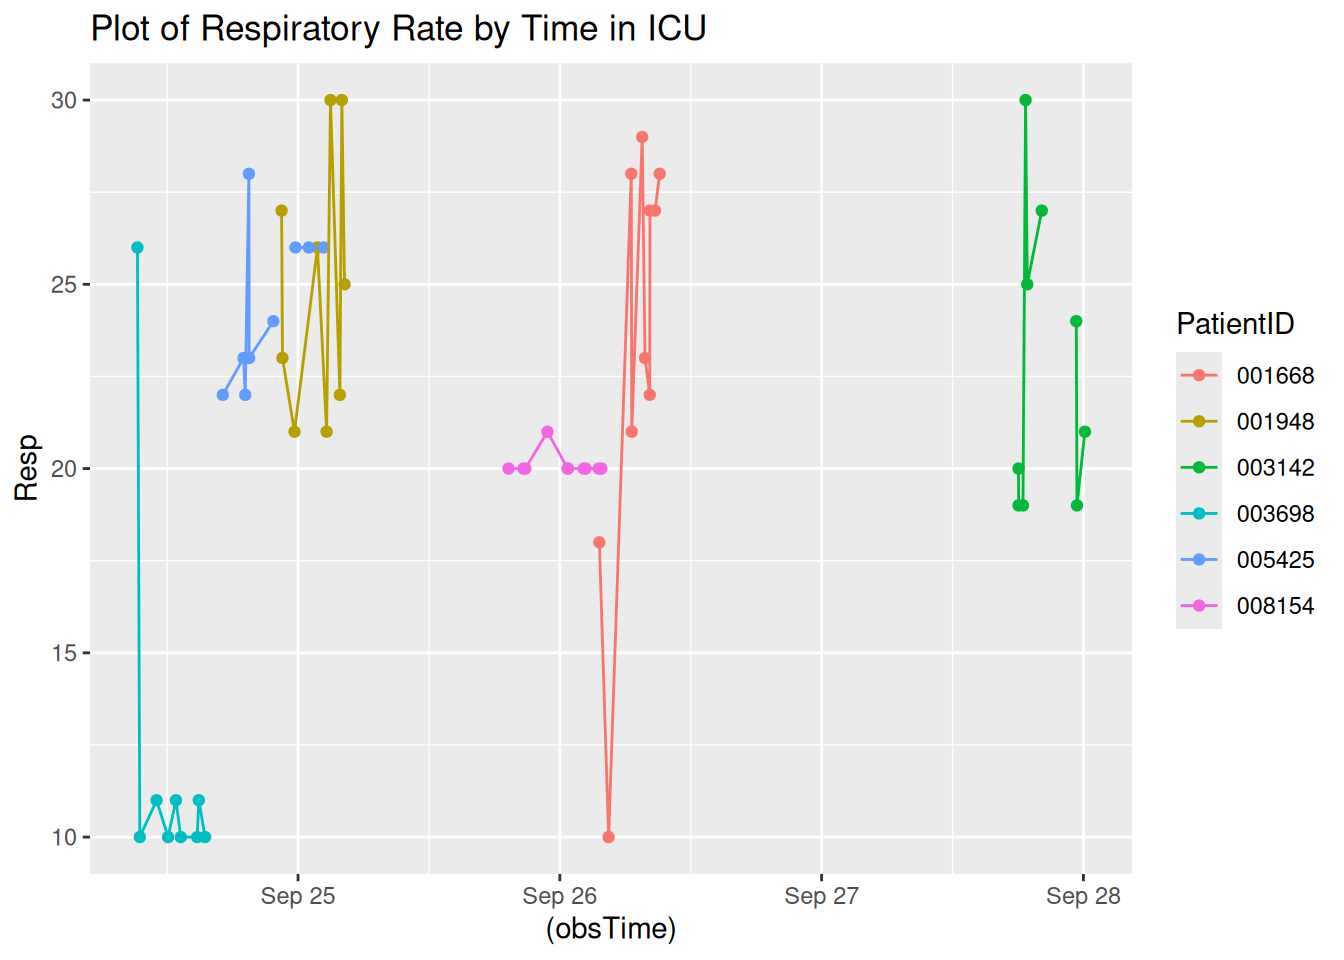 Plot of Respiratory Rate by Time in ICU
30
25
20
15
10
Resp
Sep 25
Sep 26
Sep 27
Sep 28
(obsTime)
PatientID
001668
001948
003142
003698
005425
008154